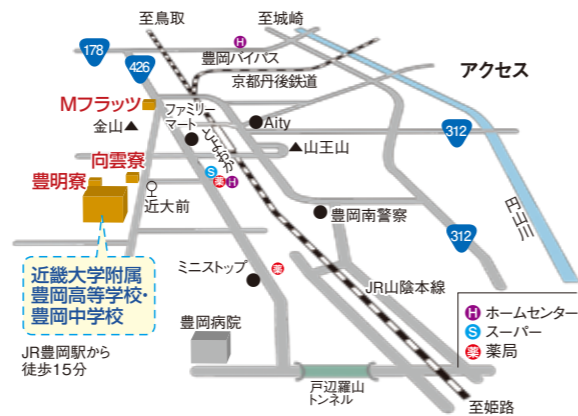 至鳥取
至城崎
H
豊岡バイパス
178
426
京都丹後鉄道
アクセス
Mフラッツ
ファミリー
マート
金山▲
とよおか
Aity
312
▲山王山
向雲寮
豊明寮
S
薬
H
近大前
豊岡南警察
円山川
312
近畿大学附属
豊岡高等学校・
豊岡中学校
ミニストップ
薬
JR山陰本線
H ホームセンター
S スーパー
薬 薬局
豊岡病院
JR豊岡駅から
徒歩15分
戸辺羅山
トンネル
至姫路